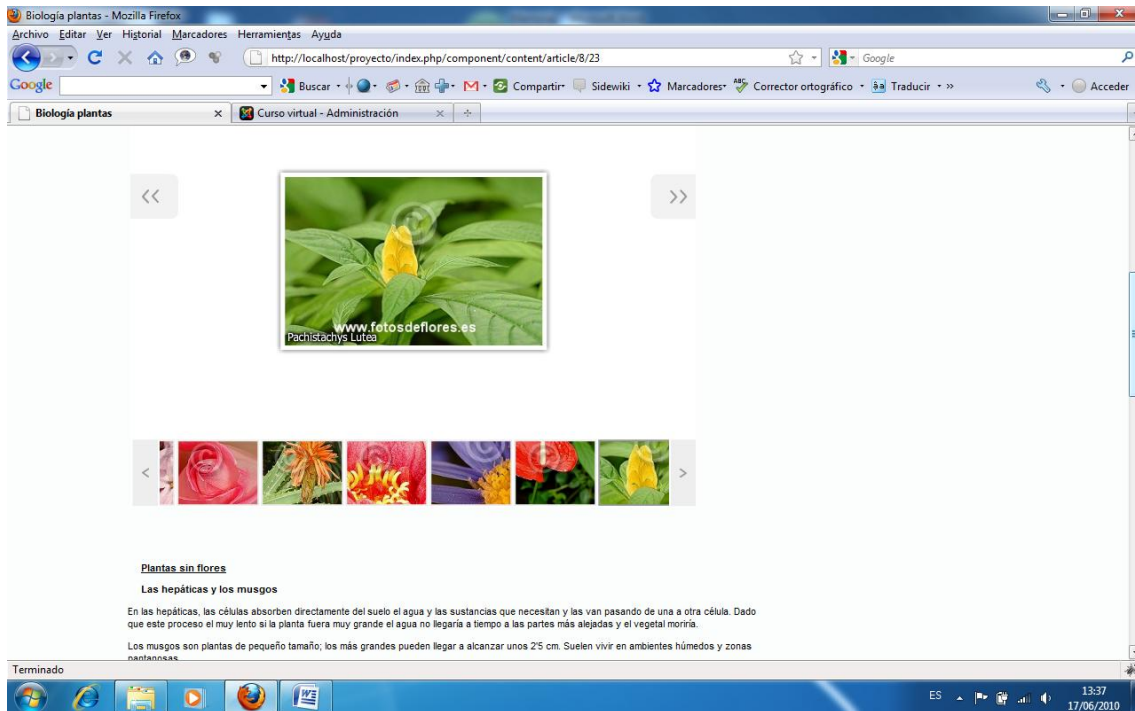 Biología plantas - Mozilla Firefox
Archivo Editar Ver Historial Marcadores Herramientas Ayuda
http://localhost/proyecto/index.php/component/content/article/8/23
Google
Google
Buscar
Compartir
Sidewiki
Marcadores
Corrector ortográfico
Traducir
Acceder
Biología plantas
Curso virtual - Administración
www.fotosdeflores.es
Pachistachys Lutea
Plantas sin flores
Las hepáticas y los musgos
En las hepáticas, las células absorben directamente del suelo el agua y las sustancias que necesitan y las van pasando de una a otra célula. Dado
que este proceso el muy lento si la planta fuera muy grande el agua no llegaría a tiempo a las partes más alejadas y el vegetal moriría.
Los musgos son plantas de pequeño tamaño; los más grandes pueden llegar a alcanzar unos 2'5 cm. Suelen vivir en ambientes húmedos y zonas
pantanosas
Terminado
ES
13:37
17/06/2010